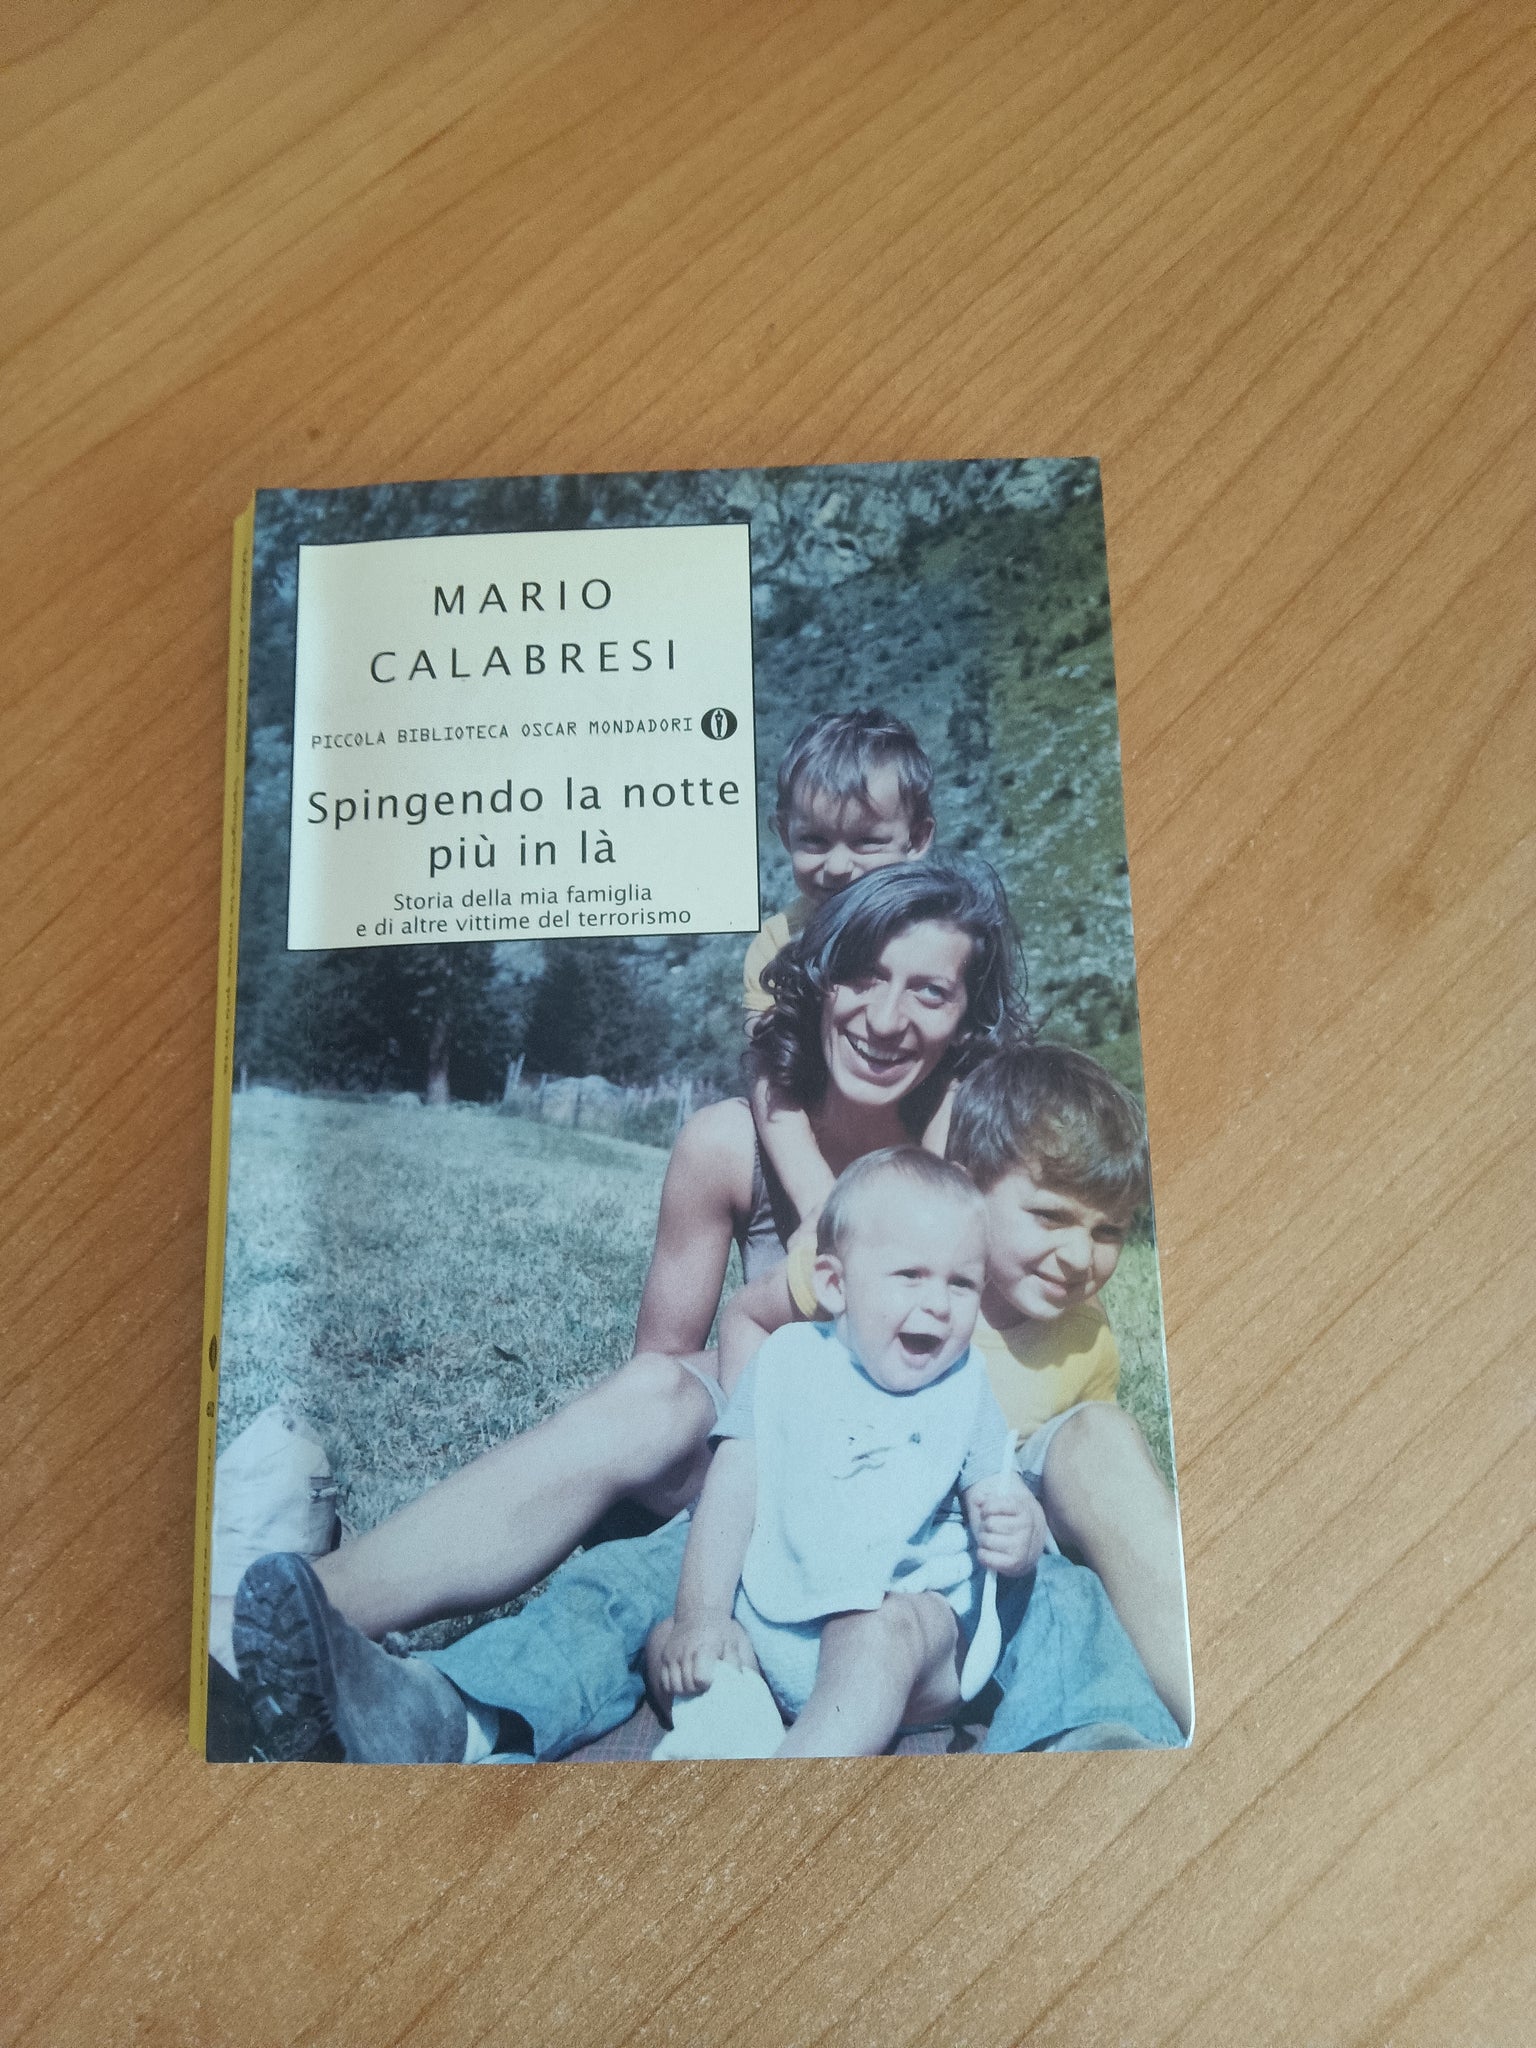 MARIO
CALABRESI
PICCOLA BIBLIOTECA OSCAR MONDADORI
Spingendo la notte
più in là
Storia della mia famiglia
e di altre vittime del terrorismo